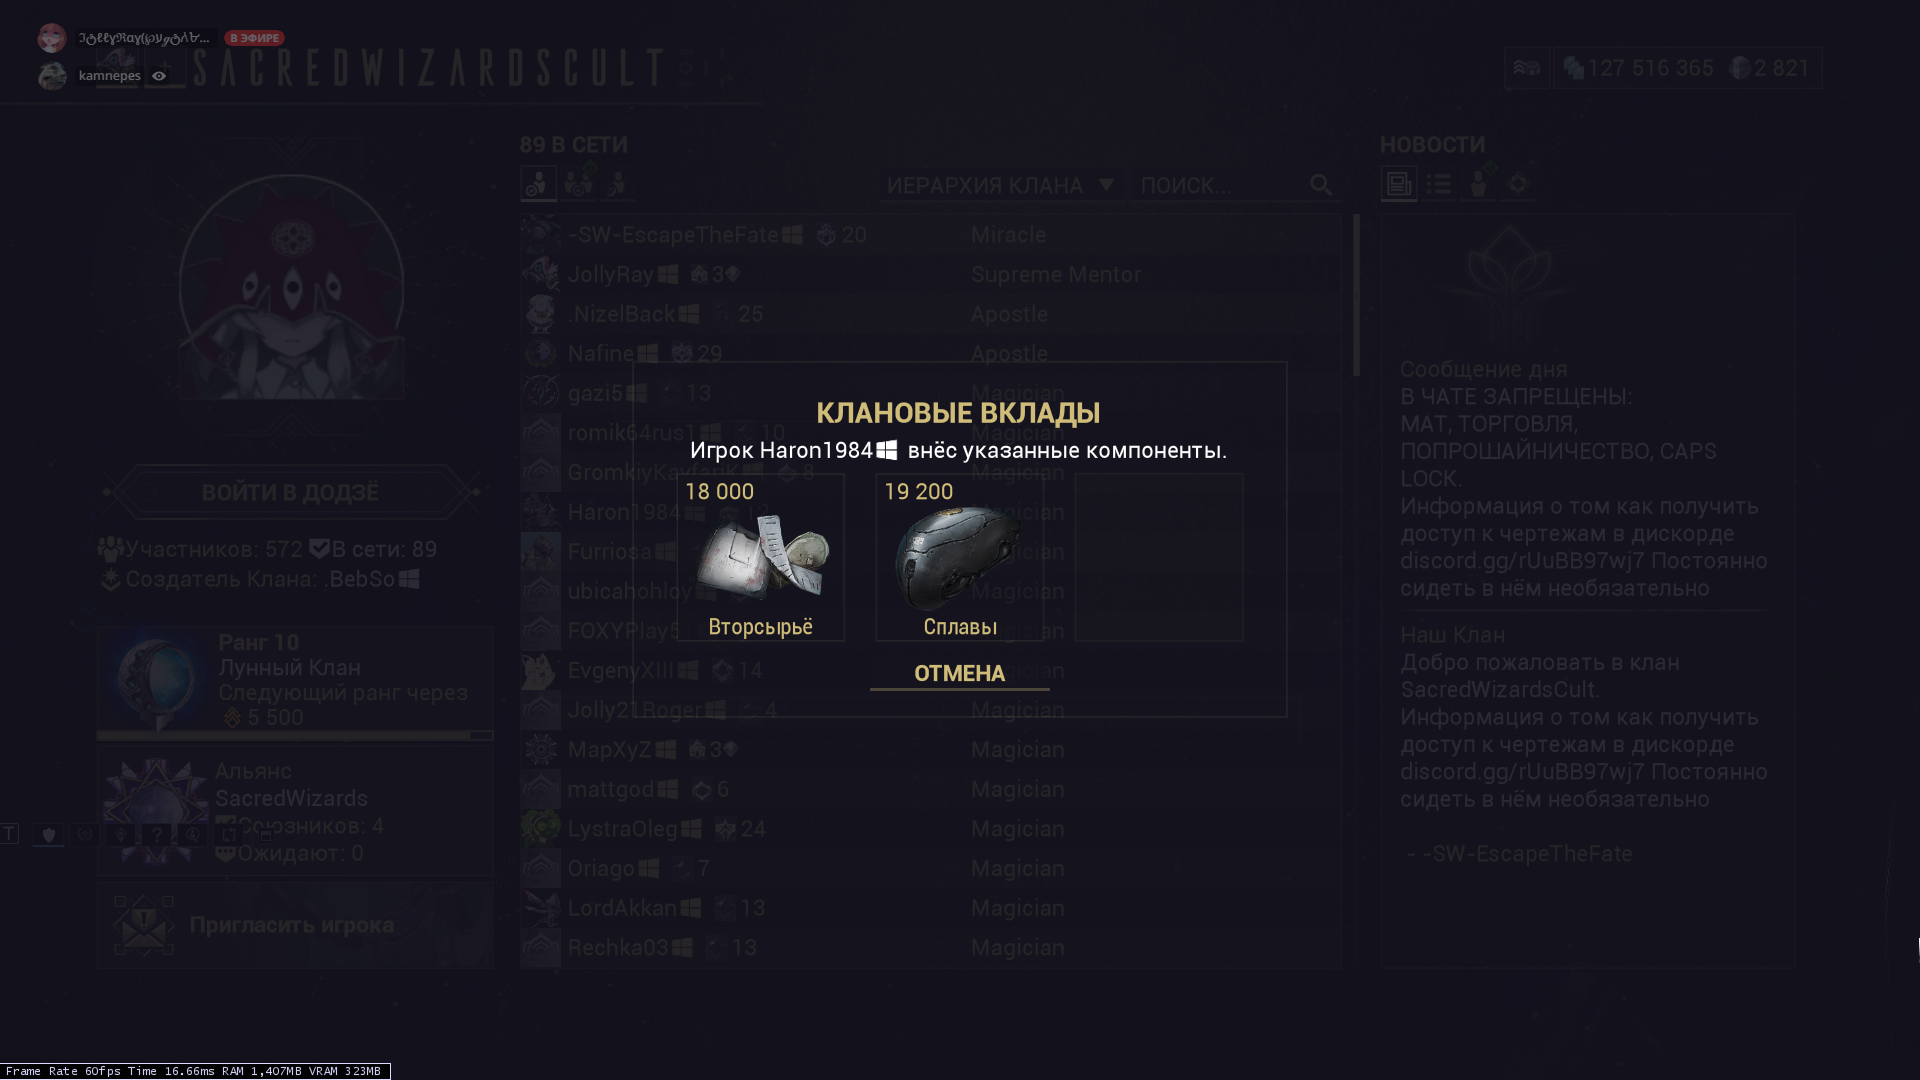 В ЭФИРЕ
kamnepes
SACREDWIZARDSCULT
127 516 365
2 821
89 В СЕТИ
ИЕРАРХИЯ КЛАНА
ПОИСК...
НОВОСТИ
-SW-EscapeTheFate 20 Miracle
JollyRay 3 Supreme Mentor
.NizelBack 25 Apostle
Nafine 29 Apostle
gazi5 13 Magician
romik64rus1 10 Magician
GromkiyKayfarik 8 Magician
Haron1984 12
Furriosa
ubicahohloy Magician
EvgenyXIII 14
Jolly21Roger 4 Magician
MapXyZ 3 Magician
mattgod 6 Magician
LystraOleg 24 Magician
Oriago 7 Magician
LordAkkan 13 Magician
Rechka03 13 Magician
КЛАНОВЫЕ ВКЛАДЫ
Игрок Haron1984 внёс указанные компоненты.
18 000
Вторсырьё
19 200
Сплавы
ОТМЕНА
ВОЙТИ В ДОДЗЁ
Участников: 572 В сети: 89
Создатель Клана: .BebSo
Ранг 10
Лунный Клан
Следующий ранг через
5 500
Альянс
SacredWizards
Союзников: 4
Ожидают: 0
Пригласить игрока
Сообщение дня
В ЧАТЕ ЗАПРЕЩЕНЫ:
МАТ, ТОРГОВЛЯ,
ПОПРОШАЙНИЧЕСТВО, CAPS
LOCK.
Информация о том как получить
доступ к чертежам в дискорде
discord.gg/rUuBB97wj7 Постоянно
сидеть в нём необязательно
Наш Клан
Добро пожаловать в клан
SacredWizardsCult.
Информация о том как получить
доступ к чертежам в дискорде
discord.gg/rUuBB97wj7 Постоянно
сидеть в нём необязательно
- -SW-EscapeTheFate
T
Frame Rate 60fps Time 16.66ms RAM 1,407MB VRAM 323MB